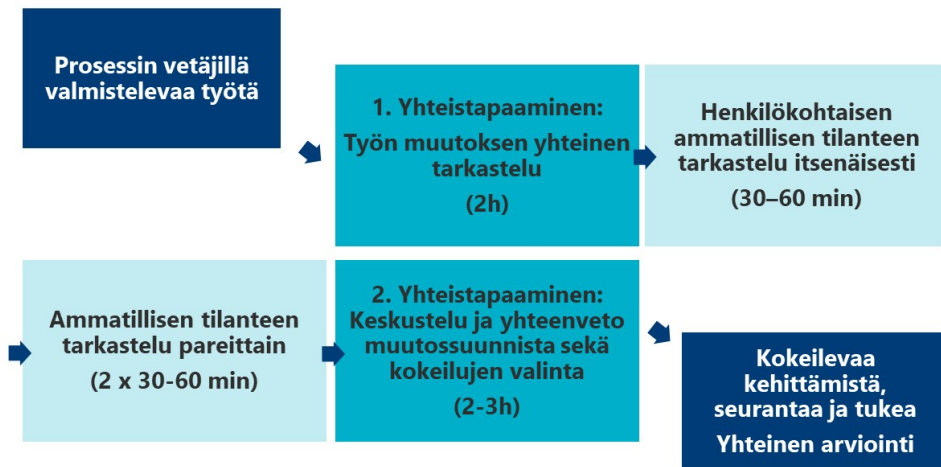 Prosessin vetäjillä
valmistelevaa työtä
1. Yhteistapaaminen:
Työn muutoksen yhteinen
tarkastelu
(2h)
Henkilökohtaisen
ammatillisen tilanteen
tarkastelu itsenäisesti
(30–60 min)
Ammatillisen tilanteen
tarkastelu pareittain
(2 x 30-60 min)
2. Yhteistapaaminen:
Keskustelu ja yhteenveto
muutossuunnista sekä
kokeilujen valinta
(2-3h)
Kokeilevaa
kehittämistä,
seurantaa ja tukea
Yhteinen arviointi